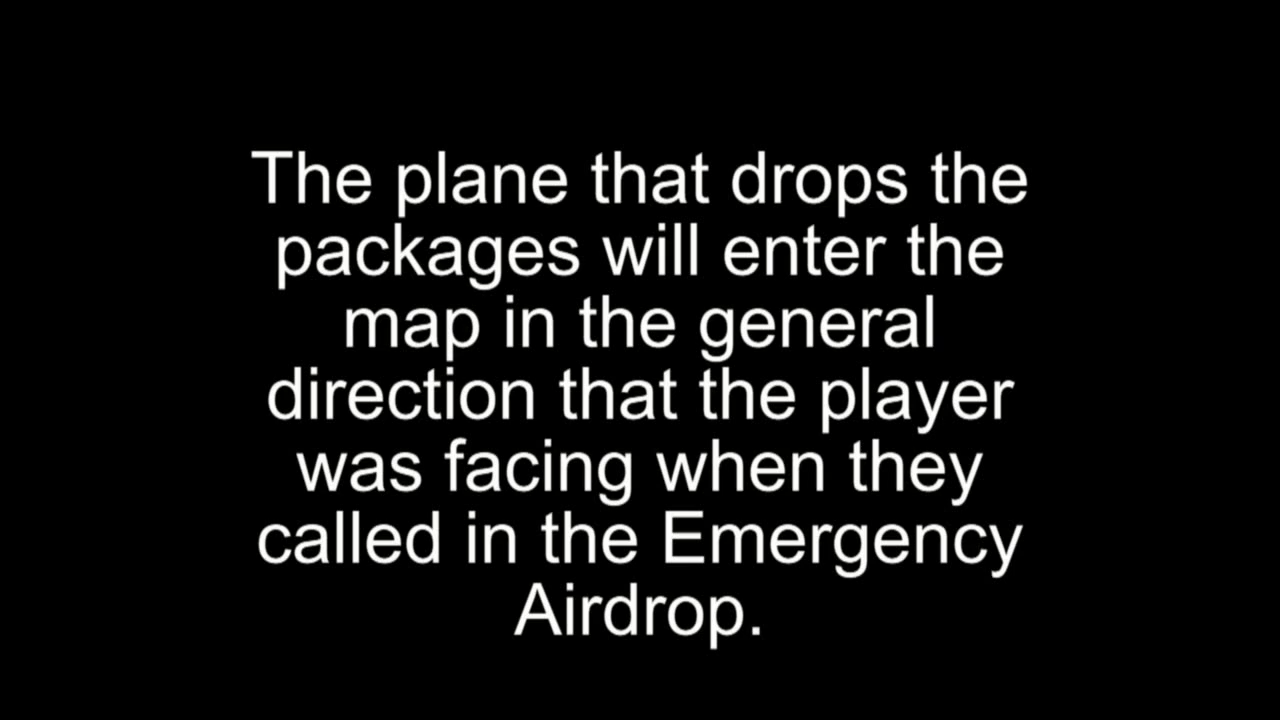 The plane that drops the
packages will enter the
map in the general
direction that the player
was facing when they
called in the Emergency
Airdrop.